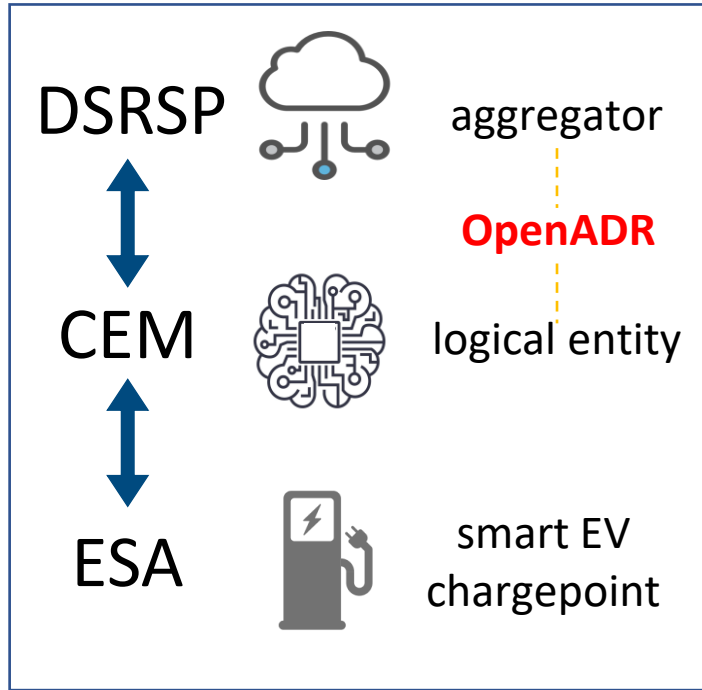 DSRSP
aggregator
OpenADR
CEM
logical entity
ESA
smart EV
chargepoint